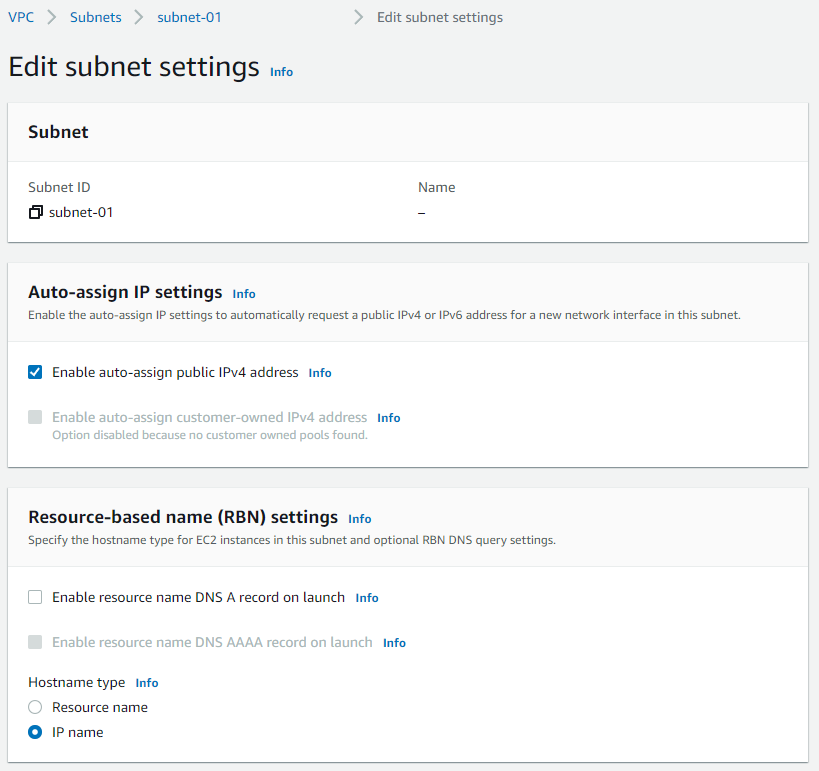 VPC Subnets subnet-01 Edit subnet settings
Edit subnet settings Info
Subnet
Subnet ID Name
subnet-01 –
Auto-assign IP settings Info
Enable the auto-assign IP settings to automatically request a public IPv4 or IPv6 address for a new network interface in this subnet.
Enable auto-assign public IPv4 address Info
Enable auto-assign customer-owned IPv4 address Info
Option disabled because no customer owned pools found.
Resource-based name (RBN) settings Info
Specify the hostname type for EC2 instances in this subnet and optional RBN DNS query settings.
Enable resource name DNS A record on launch Info
Enable resource name DNS AAAA record on launch Info
Hostname type Info
Resource name
IP name